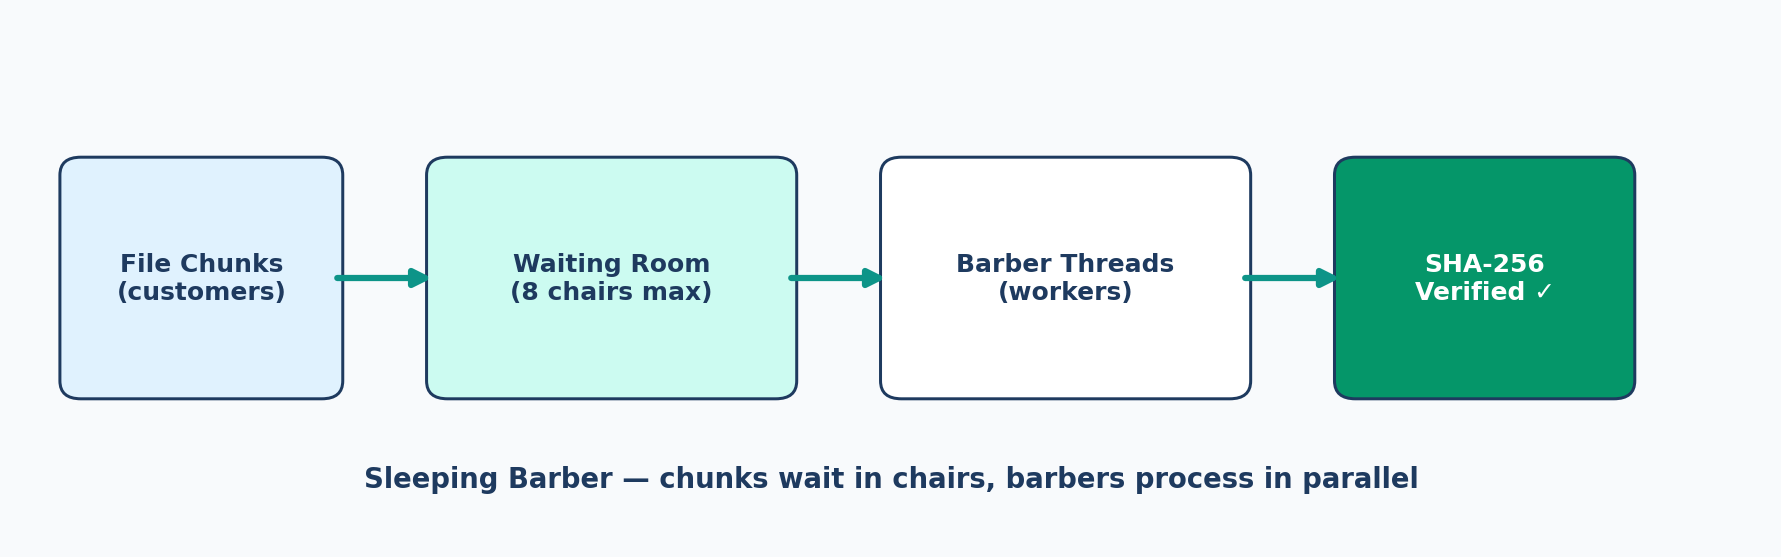 File Chunks
(customers)
Waiting Room
(8 chairs max)
Barber Threads
(workers)
SHA-256
Verified ✓
Sleeping Barber — chunks wait in chairs, barbers process in parallel